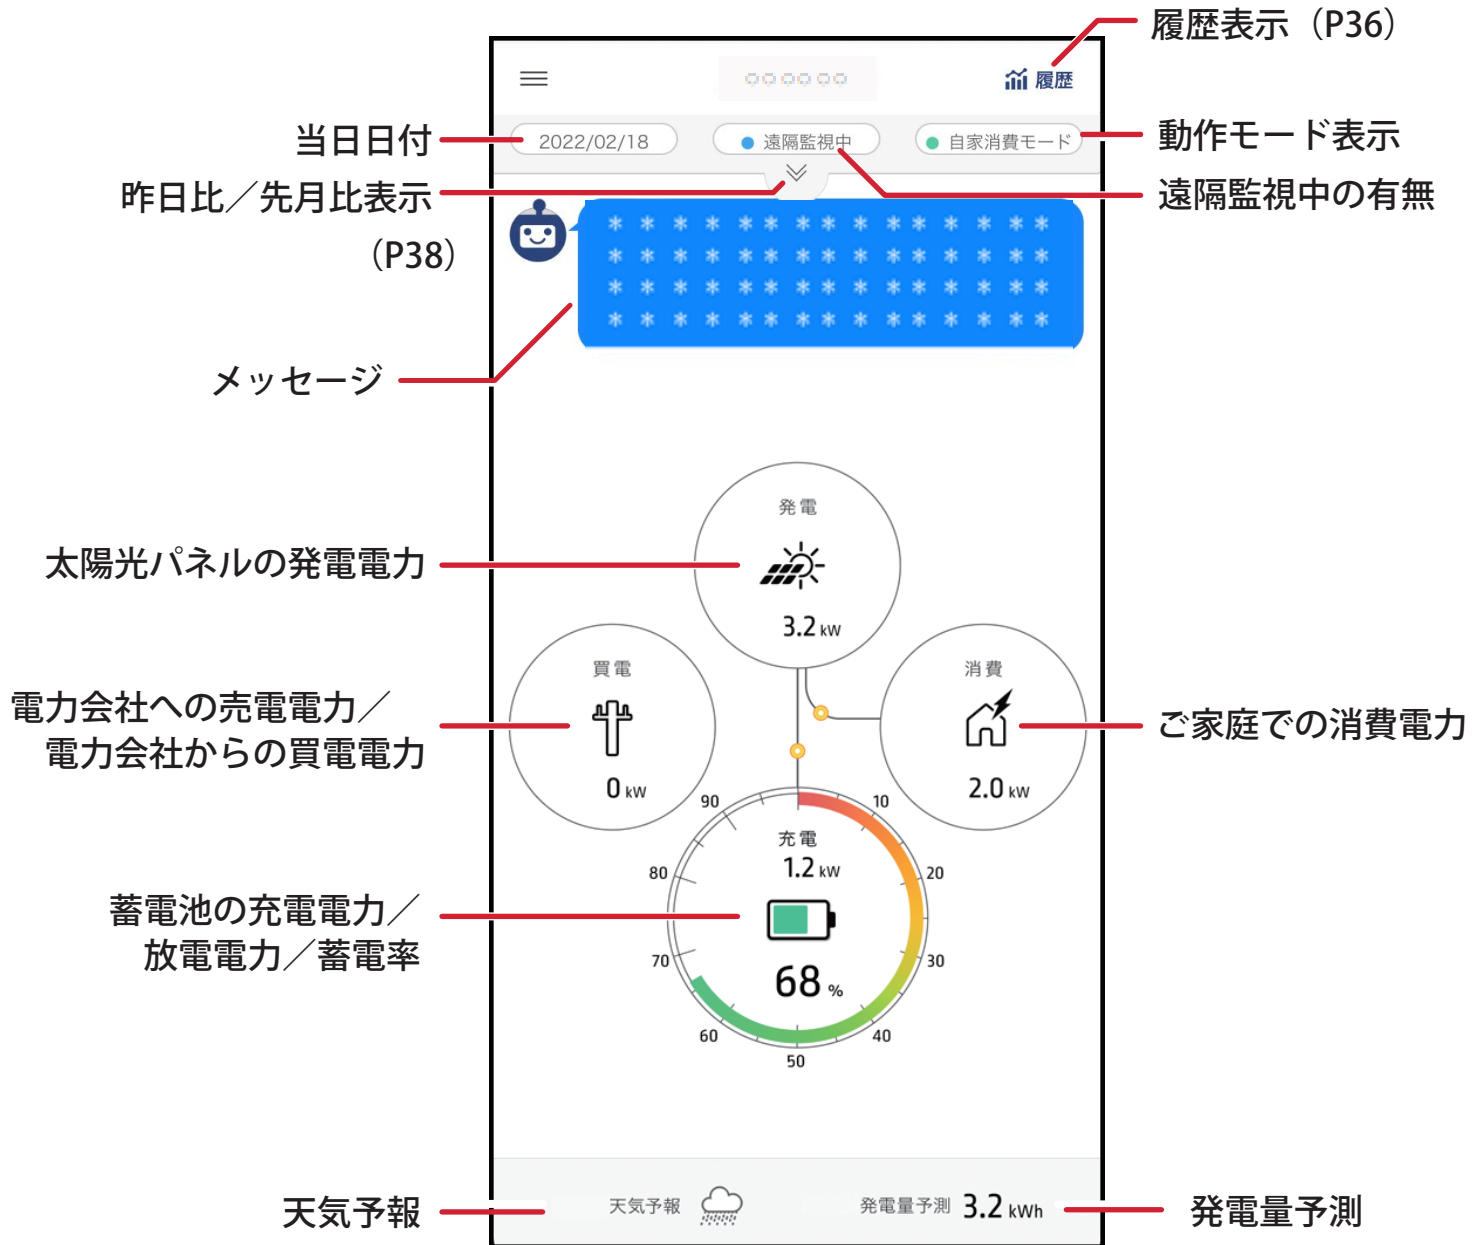 履歴表示（P36）
履歴
当日日付
2022/02/18
遠隔監視中
自家消費モード
動作モード表示
昨日比／先月比表示
（P38）
遠隔監視中の有無
＊＊＊＊＊＊＊＊＊＊＊＊＊＊
＊＊＊＊＊＊＊＊＊＊＊＊＊＊
＊＊＊＊＊＊＊＊＊＊＊＊＊＊
＊＊＊＊＊＊＊＊＊＊＊＊＊＊
メッセージ
発電
太陽光パネルの発電電力
3.2 kW
買電
消費
電力会社への売電電力／
電力会社からの買電電力
ご家庭での消費電力
0 kW
2.0 kW
90
10
充電
1.2 kW
80
20
蓄電池の充電電力／
放電電力／蓄電率
70
30
68 %
60
40
50
天気予報
天気予報
発電量予測 3.2 kWh
発電量予測